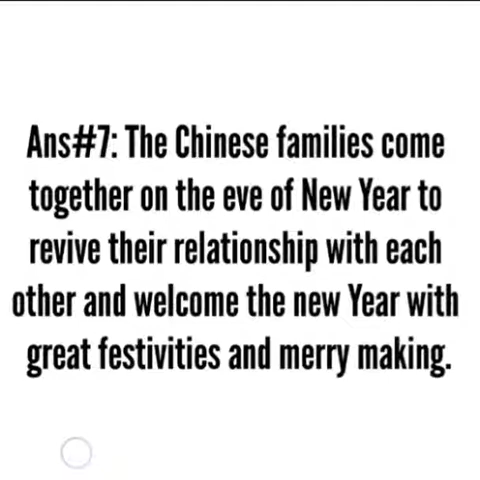 Ans#7: The Chinese families come
together on the eve of New Year to
revive their relationship with each
other and welcome the new Year with
great festivities and merry making.